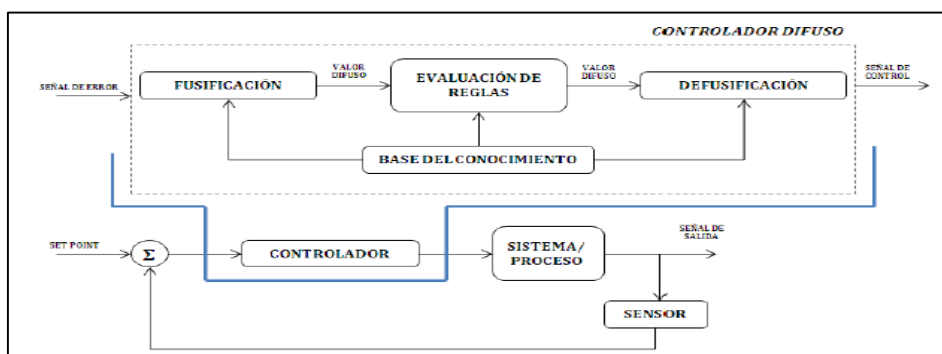 CONTROLADOR DIFUSO
SEÑAL DE ERROR
FUSIFICACIÓN
VALOR
DIFUSO
EVALUACIÓN DE
REGLAS
VALOR
DIFUSO
DEFUSIFICACIÓN
SEÑAL DE
CONTROL
BASE DEL CONOCIMIENTO
SET POINT
Σ
CONTROLADOR
SISTEMA/
PROCESO
SEÑAL DE
SALIDA
SENSOR